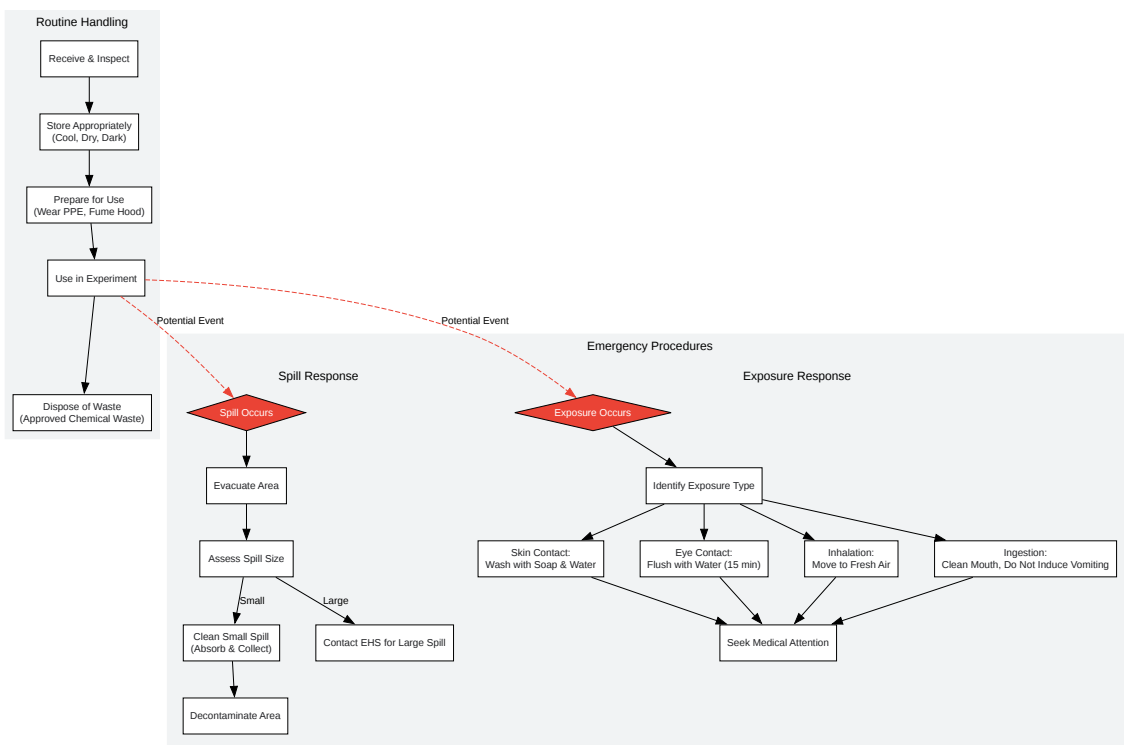 Routine Handling
Receive & Inspect
Store Appropriately
(Cool, Dry, Dark)
Prepare for Use
(Wear PPE, Fume Hood)
Use in Experiment
Dispose of Waste
(Approved Chemical Waste)
Potential Event
Potential Event
Emergency Procedures
Spill Response
Spill Occurs
Evacuate Area
Assess Spill Size
Small
Large
Clean Small Spill
(Absorb & Collect)
Contact EHS for Large Spill
Decontaminate Area
Exposure Response
Exposure Occurs
Identify Exposure Type
Skin Contact:
Wash with Soap & Water
Eye Contact:
Flush with Water (15 min)
Inhalation:
Move to Fresh Air
Ingestion:
Clean Mouth, Do Not Induce Vomiting
Seek Medical Attention